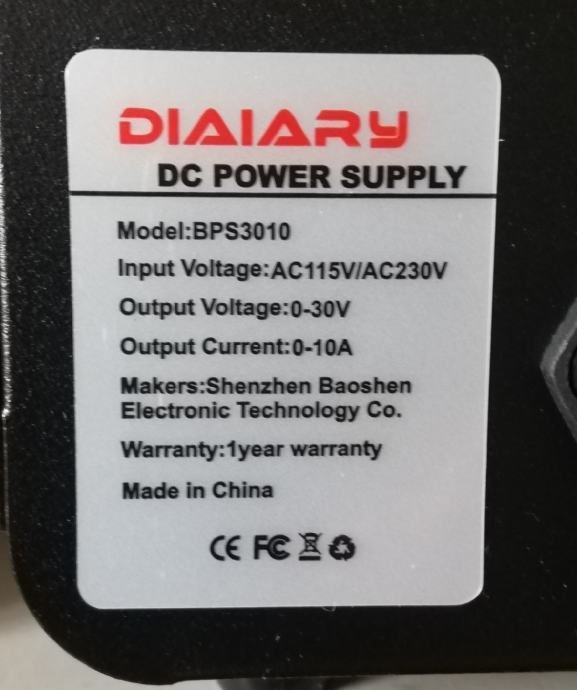 DIAIARY
DC POWER SUPPLY
Model:BPS3010
Input Voltage:AC115V/AC230V
Output Voltage:0-30V
Output Current:0-10A
Makers:Shenzhen Baoshen
Electronic Technology Co.
Warranty:1year warranty
Made in China
CE FC